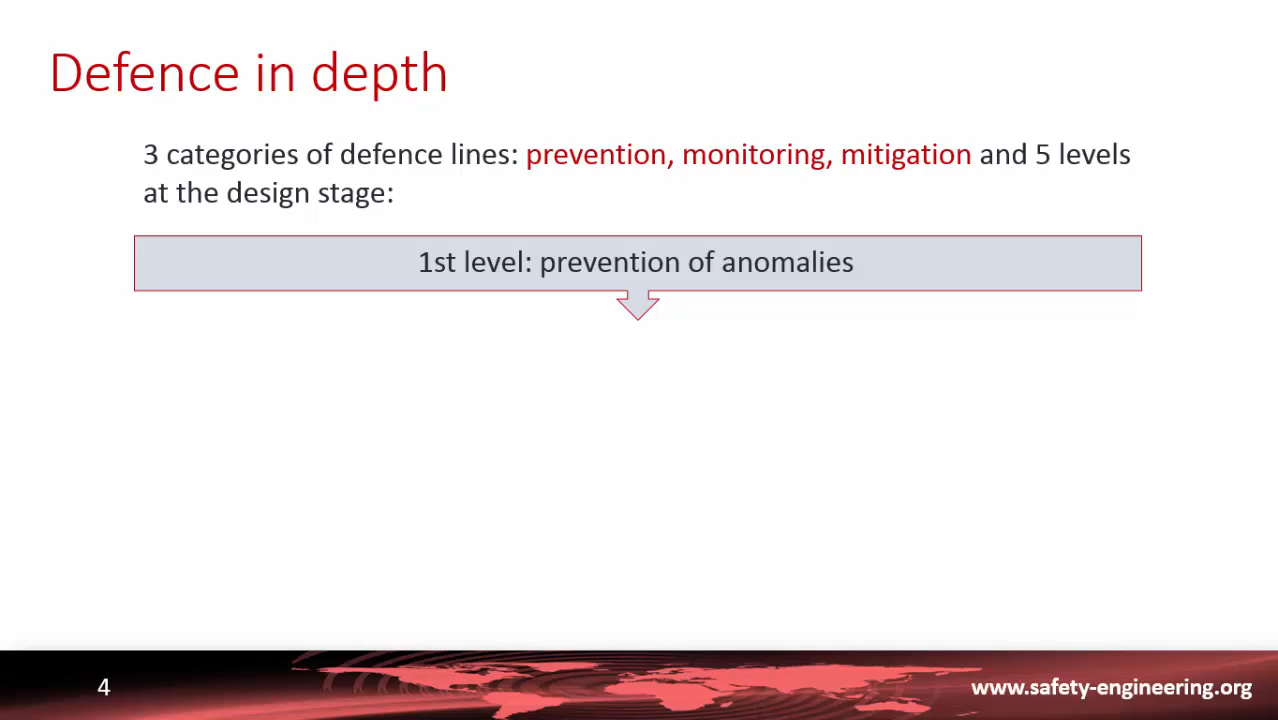 Defence in depth
3 categories of defence lines: prevention, monitoring, mitigation and 5 levels
at the design stage:
1st level: prevention of anomalies
4
www.safety-engineering.org